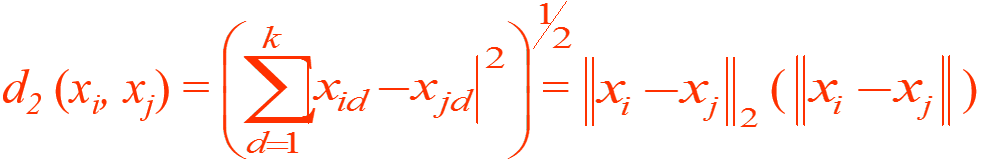 d₂ (xᵢ, xⱼ) = (∑_{d=1}^{k} x_{id} − x_{jd}|²)^{1/2} = ‖xᵢ − xⱼ‖₂ (‖xᵢ − xⱼ‖)